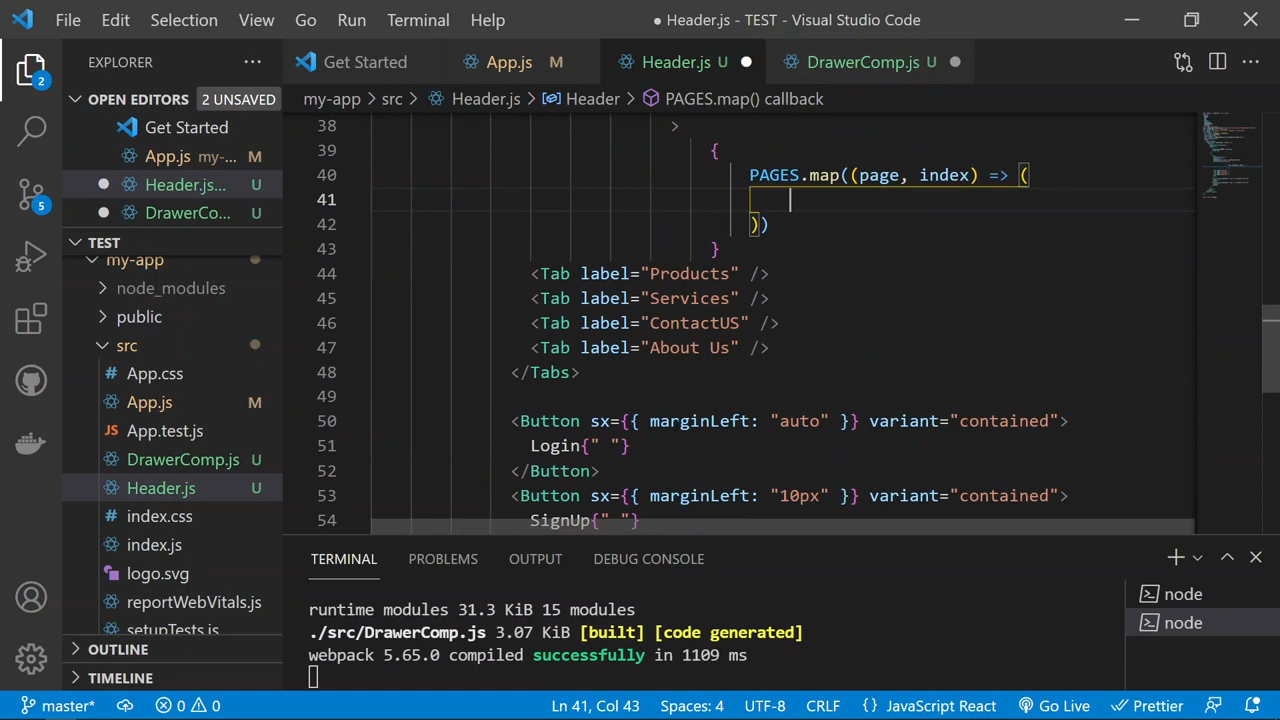 File Edit Selection View Go Run Terminal Help
● Header.js - TEST - Visual Studio Code
EXPLORER ...
Get Started
App.js M
Header.js U ●
DrawerComp.js U ●
OPEN EDITORS 2 UNSAVED
Get Started
App.js my-... M
Header.js... U
DrawerCo... U
TEST
my-app
node_modules
public
src
# App.css
App.js M
JS App.test.js
DrawerComp.js U
Header.js U
# index.css
index.js
logo.svg
reportWebVitals.js
setupTests.js
OUTLINE
TIMELINE
2
5
my-app > src > Header.js > Header > PAGES.map() callback
38 >
39 {
40 PAGES.map((page, index) => (
41
42 ))
43 }
44 <Tab label="Products" />
45 <Tab label="Services" />
46 <Tab label="ContactUS" />
47 <Tab label="About Us" />
48 </Tabs>
49
50 <Button sx={{ marginLeft: "auto" }} variant="contained">
51 Login{" "}
52 </Button>
53 <Button sx={{ marginLeft: "10px" }} variant="contained">
54 SignUp{" "}
TERMINAL PROBLEMS OUTPUT DEBUG CONSOLE
runtime modules 31.3 KiB 15 modules
./src/DrawerComp.js 3.07 KiB [built] [code generated]
webpack 5.65.0 compiled successfully in 1109 ms
node
node
master* 0 0 Ln 41, Col 43 Spaces: 4 UTF-8 CRLF {} JavaScript React Go Live Prettier